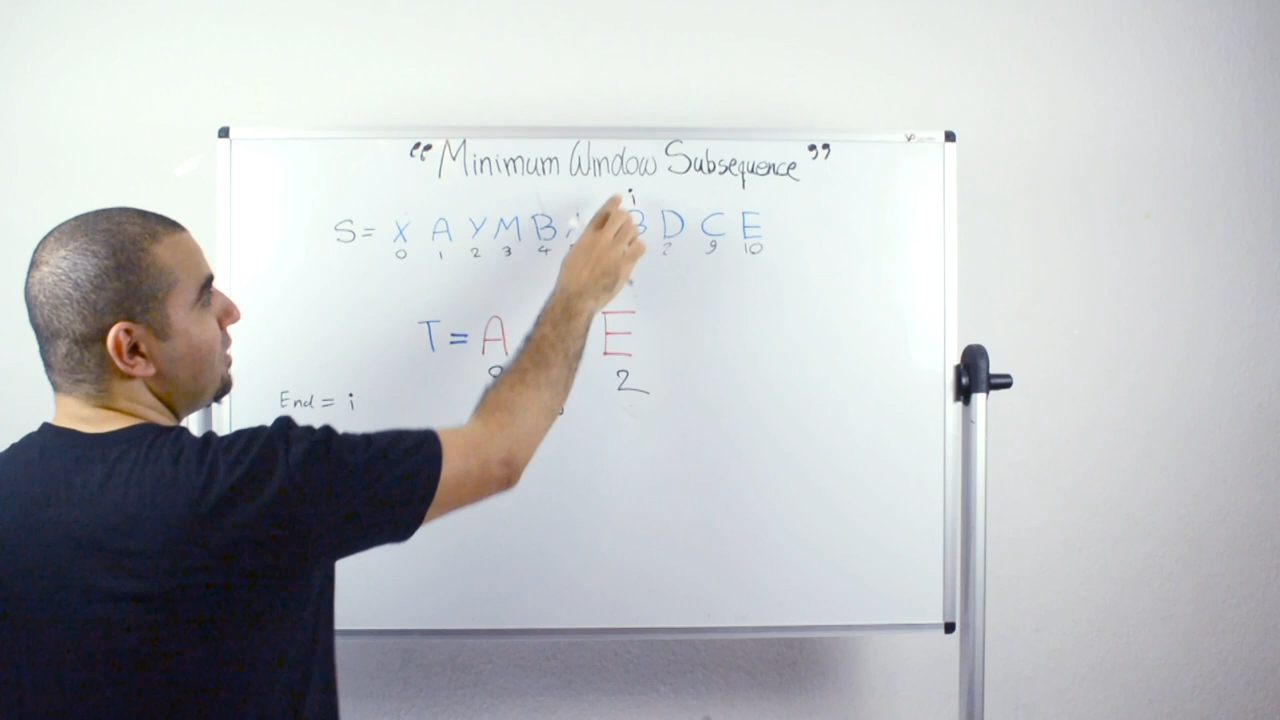 “Minimum Window Subsequence”
i
S= X A Y M B B D C E
0 1 2 3 4 9 10
T= A E
2
End = i